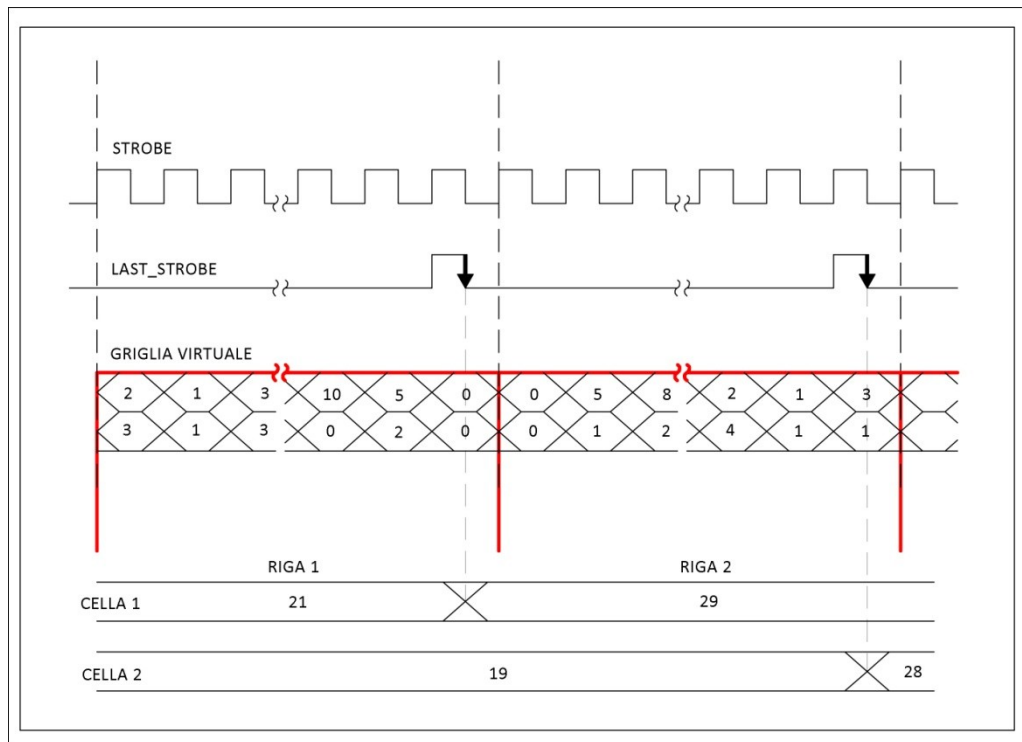 STROBE
LAST_STROBE
GRIGLIA VIRTUALE
2 1 3 10 5 0 0 5 8 2 1 3
3 1 3 0 2 0 0 1 2 4 1 1
RIGA 1 RIGA 2
CELLA 1 21 29
CELLA 2 19 28